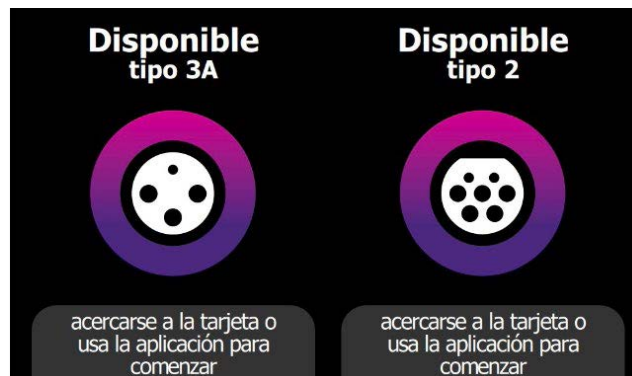 Disponible
tipo 3A
acercarse a la tarjeta o
usa la aplicación para
comenzar
Disponible
tipo 2
acercarse a la tarjeta o
usa la aplicación para
comenzar